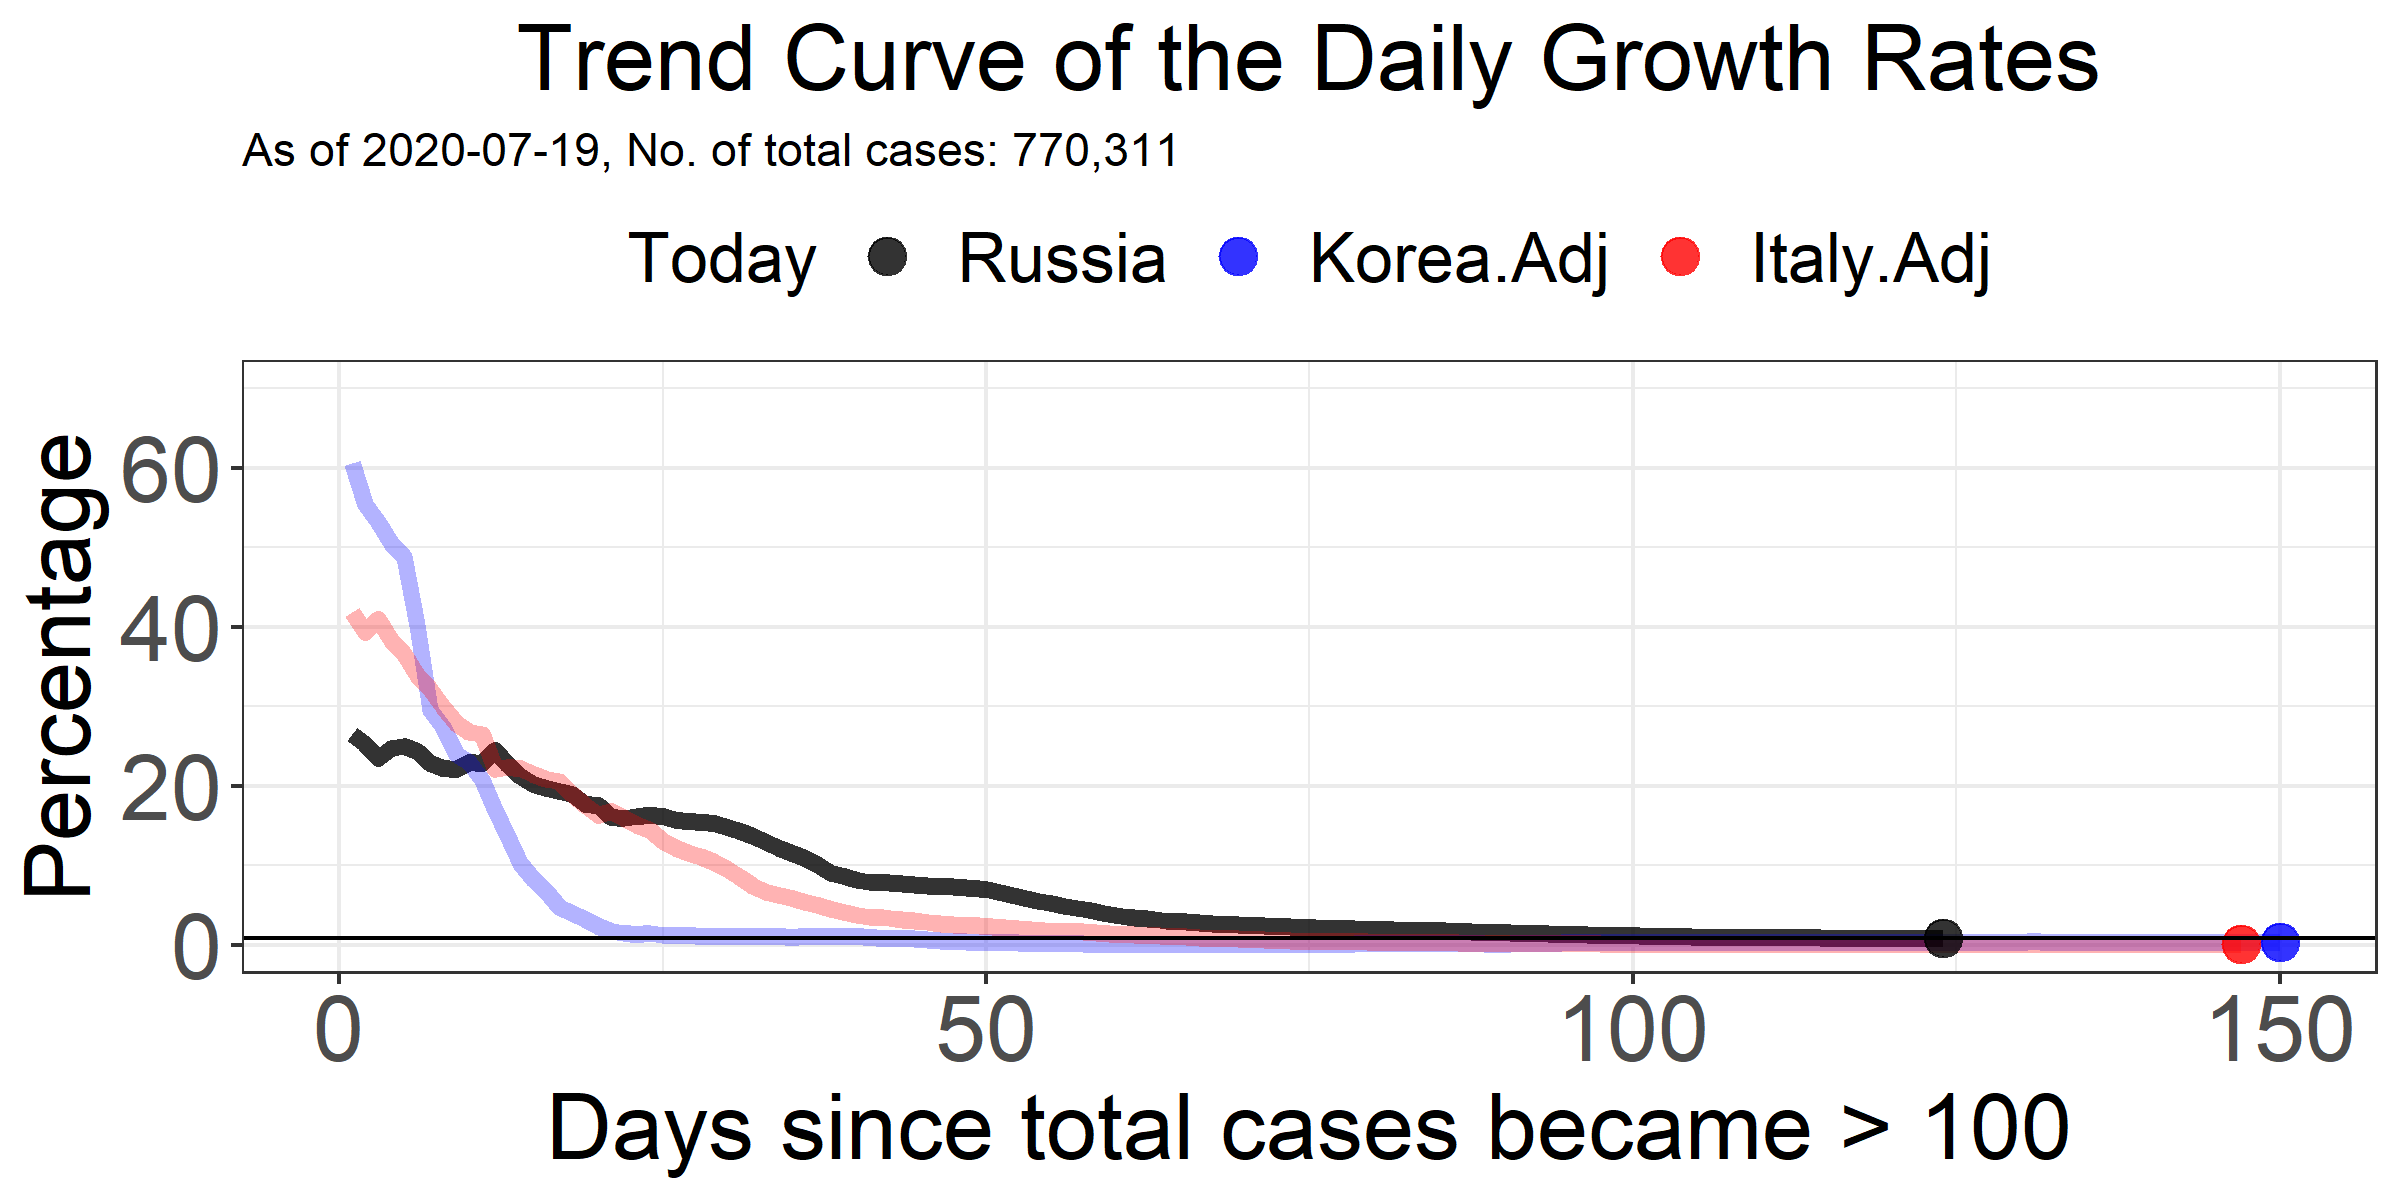 Trend Curve of the Daily Growth Rates
As of 2020-07-19, No. of total cases: 770,311
Today Russia Korea.Adj Italy.Adj
Percentage
60
40
20
0
0 50 100 150
Days since total cases became > 100